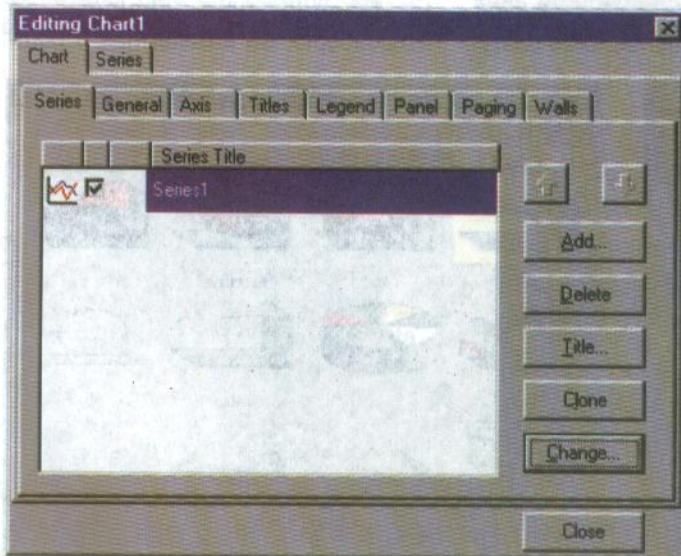 Editing Chart1
Chart Series
Series General Axis Titles Legend Panel Paging Walls
Series Title
Series1
Add...
Delete
Title...
Clone
Change...
Close